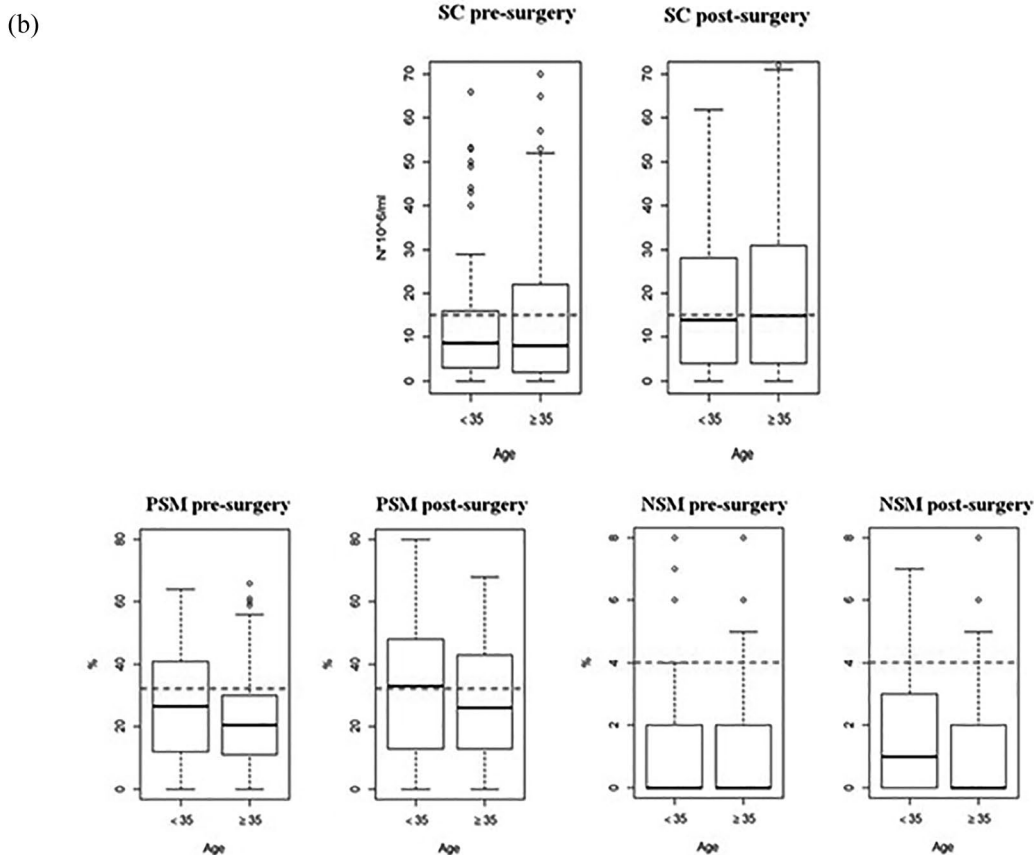 (b)
SC pre-surgery
SC post-surgery
N*10^6/ml
0 10 20 30 40 50 60 70
<35 ≥35
Age
0 10 20 30 40 50 60 70
<35 ≥35
Age
PSM pre-surgery
PSM post-surgery
NSM pre-surgery
NSM post-surgery
%
0 20 40 60 80
<35 ≥35
Age
%
0 20 40 60 80
<35 ≥35
Age
%
0 2 4 6 8
<35 ≥35
Age
0 2 4 6 8
<35 ≥35
Age